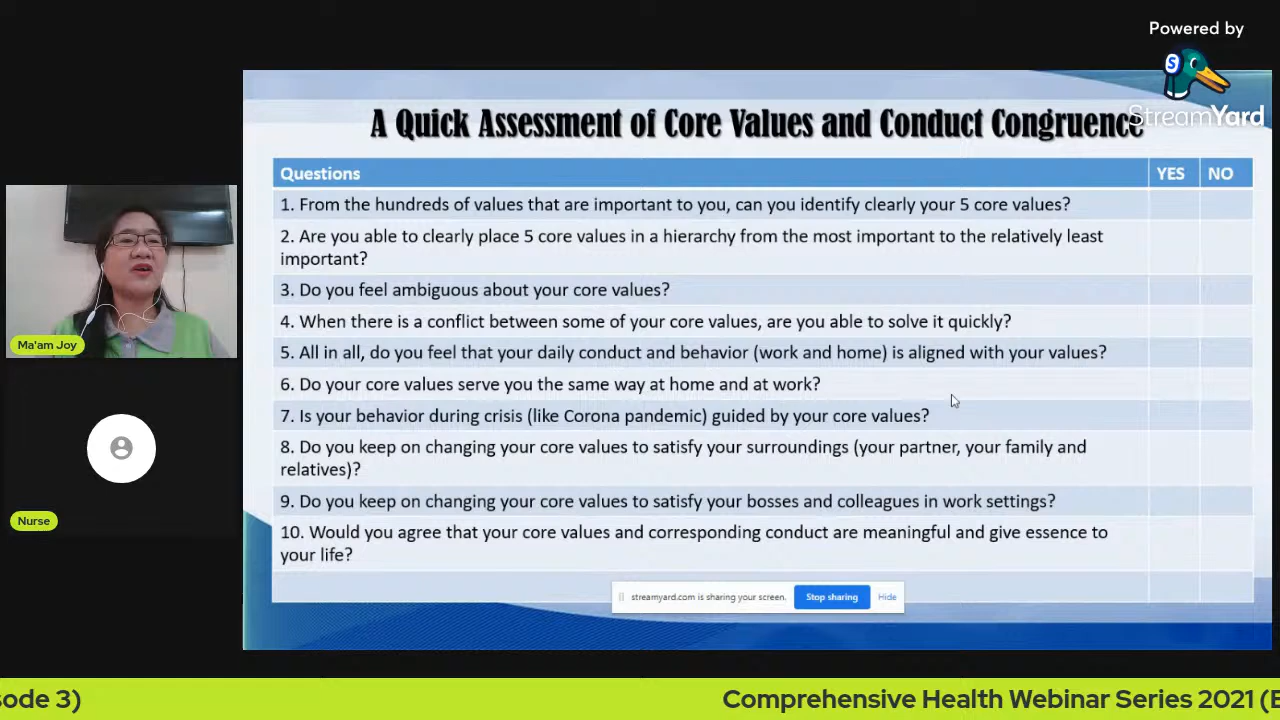 Powered by
StreamYard
A Quick Assessment of Core Values and Conduct Congruence
Questions YES NO
1. From the hundreds of values that are important to you, can you identify clearly your 5 core values?
2. Are you able to clearly place 5 core values in a hierarchy from the most important to the relatively least
important?
3. Do you feel ambiguous about your core values?
4. When there is a conflict between some of your core values, are you able to solve it quickly?
5. All in all, do you feel that your daily conduct and behavior (work and home) is aligned with your values?
6. Do your core values serve you the same way at home and at work?
7. Is your behavior during crisis (like Corona pandemic) guided by your core values?
8. Do you keep on changing your core values to satisfy your surroundings (your partner, your family and
relatives)?
9. Do you keep on changing your core values to satisfy your bosses and colleagues in work settings?
10. Would you agree that your core values and corresponding conduct are meaningful and give essence to
your life?
streamyard.com is sharing your screen. Stop sharing Hide
Ma'am Joy
Nurse
sode 3) Comprehensive Health Webinar Series 2021 (E